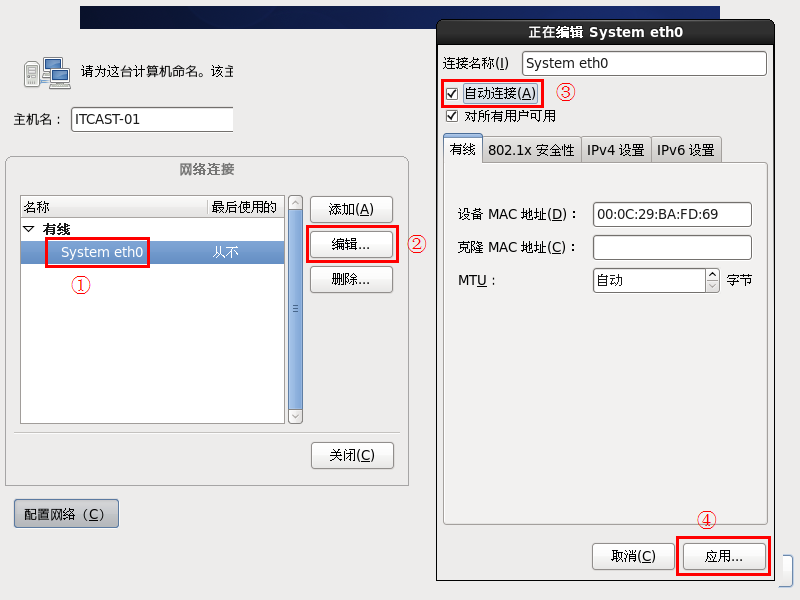 请为这台计算机命名。该主
主机名：ITCAST-01
网络连接
名称 最后使用的
有线
System eth0 从不
①
添加(A)
编辑...
②
删除...
关闭(C)
配置网络（C）
正在编辑 System eth0
连接名称(I) System eth0
自动连接(A) ③
对所有用户可用
有线 802.1x 安全性 IPv4 设置 IPv6 设置
设备 MAC 地址(D)： 00:0C:29:BA:FD:69
克隆 MAC 地址(C)：
MTU： 自动 字节
④
取消(C) 应用...